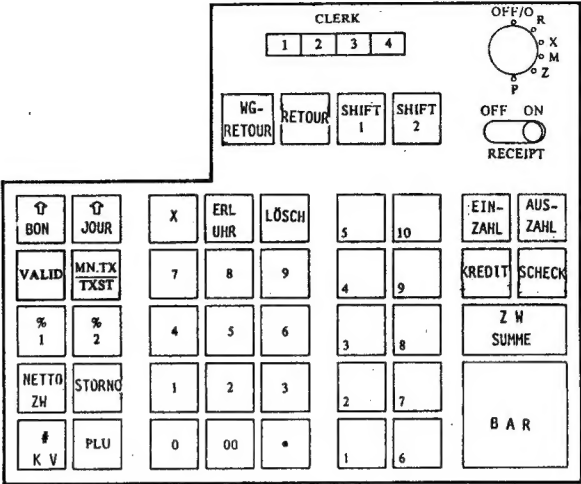 CLERK
1 2 3 4
OFF/O
R
X
M
Z
P
WG-
RETOUR
RETOUR
SHIFT
1
SHIFT
2
OFF ON
RECEIPT
⇧
BON
⇧
JOUR
X
ERL
UHR
LÖSCH
5
10
EIN-
ZAHL
AUS-
ZAHL
VALID
MN.TX
TXST
7
8
9
4
9
KREDIT
SCHECK
%
1
%
2
4
5
6
3
8
Z W
SUMME
NETTO
ZW
STORNO
1
2
3
2
7
BAR
#
K V
PLU
0
00
•
1
6